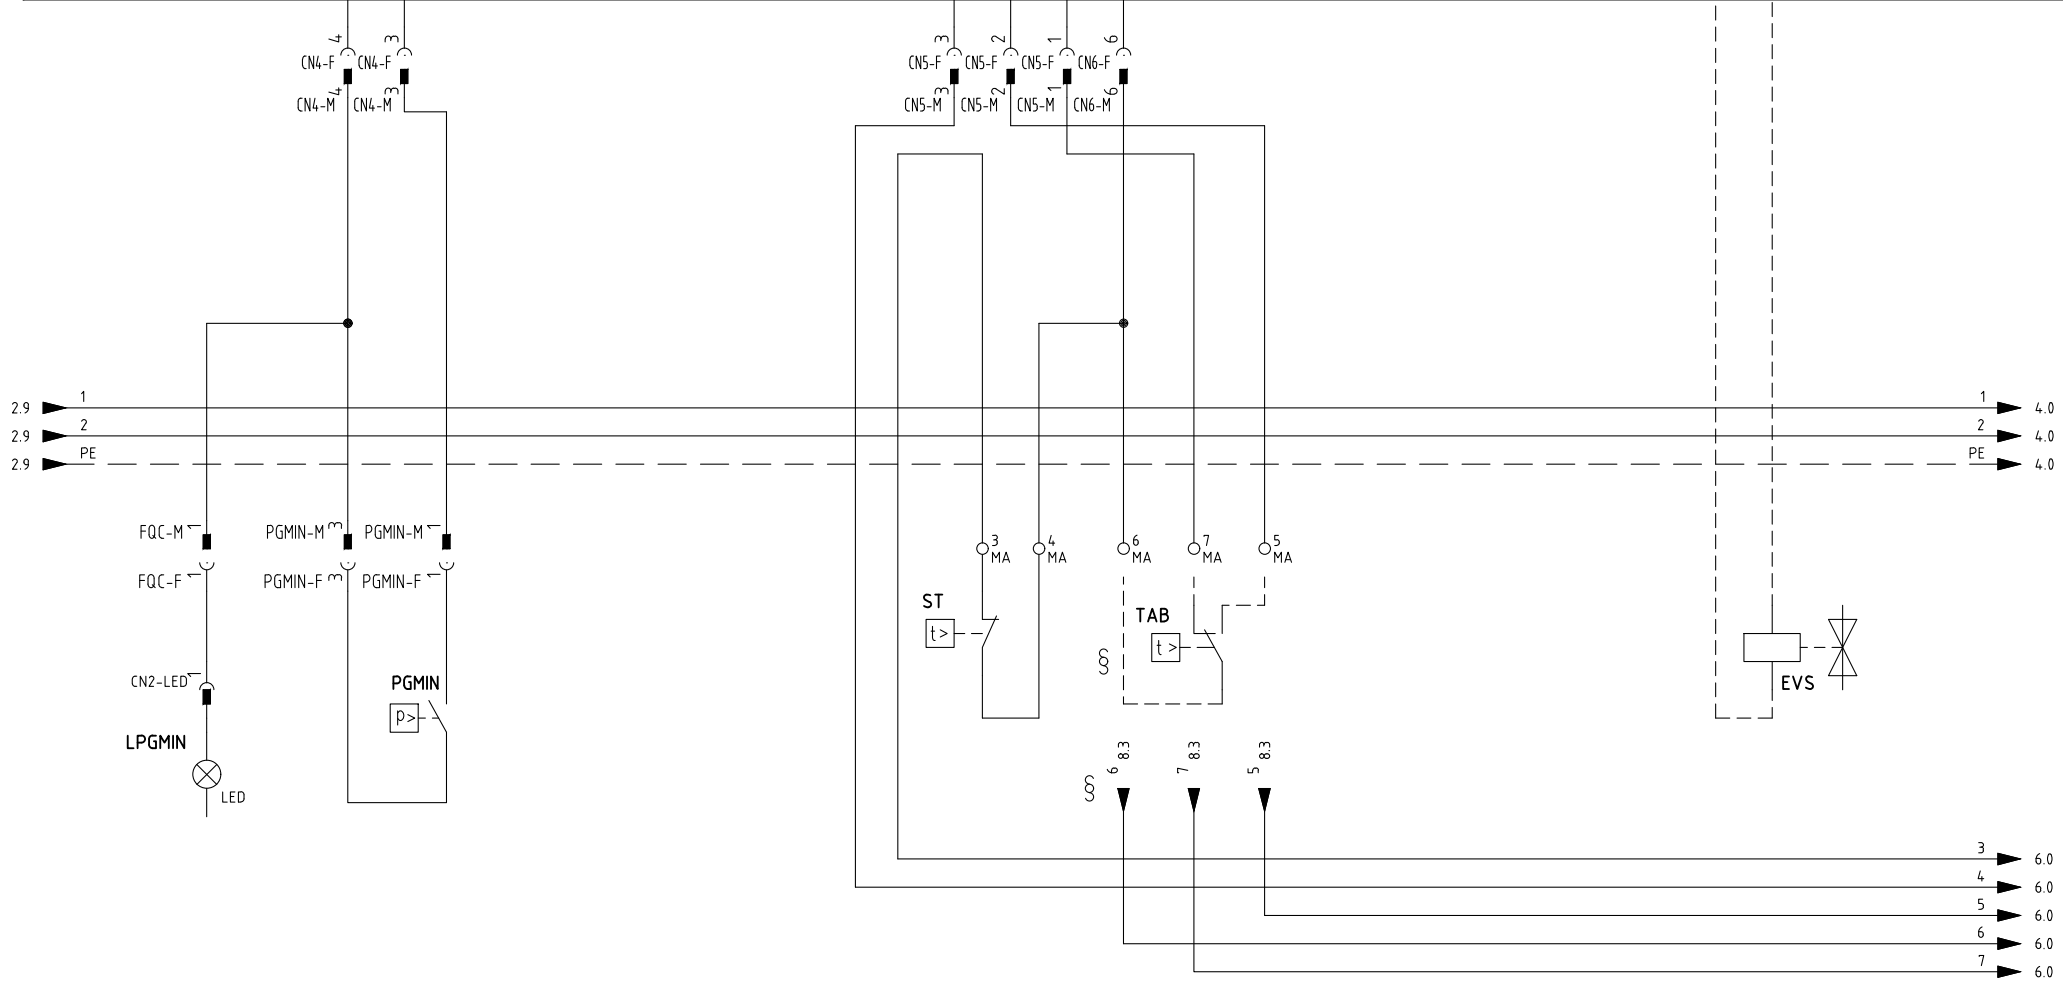 4 3 3 2 1 6
CN4-F CN4-F CN5-F CN5-F CN5-F CN6-F
4 3 3 2 1 6
CN4-M CN4-M CN5-M CN5-M CN5-M CN6-M
2.9 1 1 4.0
2.9 2 2 4.0
2.9 PE PE 4.0
FQC-M 1 PGMIN-M 3 PGMIN-M 1
3 MA 4 MA 6 MA 7 MA 5 MA
FQC-F 1 PGMIN-F 3 PGMIN-F 1
ST
t>
TAB
t >
§
CN2-LED 1
PGMIN
p>
EVS
LPGMIN
LED
§
6 8.3 7 8.3 5 8.3
3 6.0
4 6.0
5 6.0
6 6.0
7 6.0